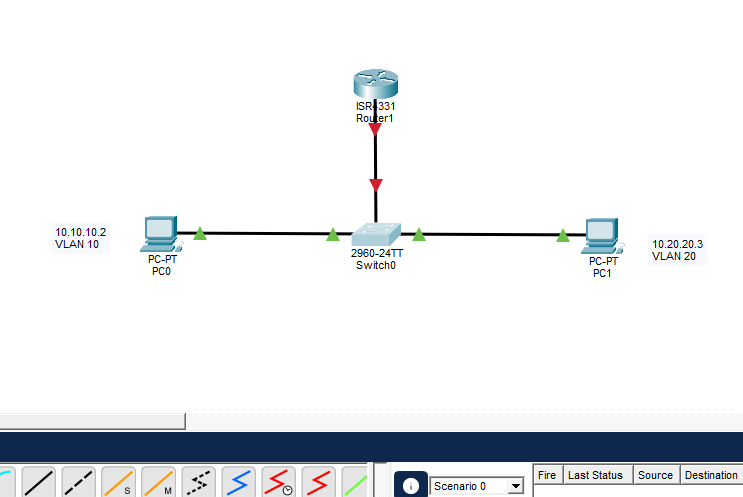 ISR4331
Router1
10.10.10.2
VLAN 10
PC-PT
PC0
2960-24TT
Switch0
PC-PT
PC1
10.20.20.3
VLAN 20
S
M
i
Scenario 0
Fire
Last Status
Source
Destination